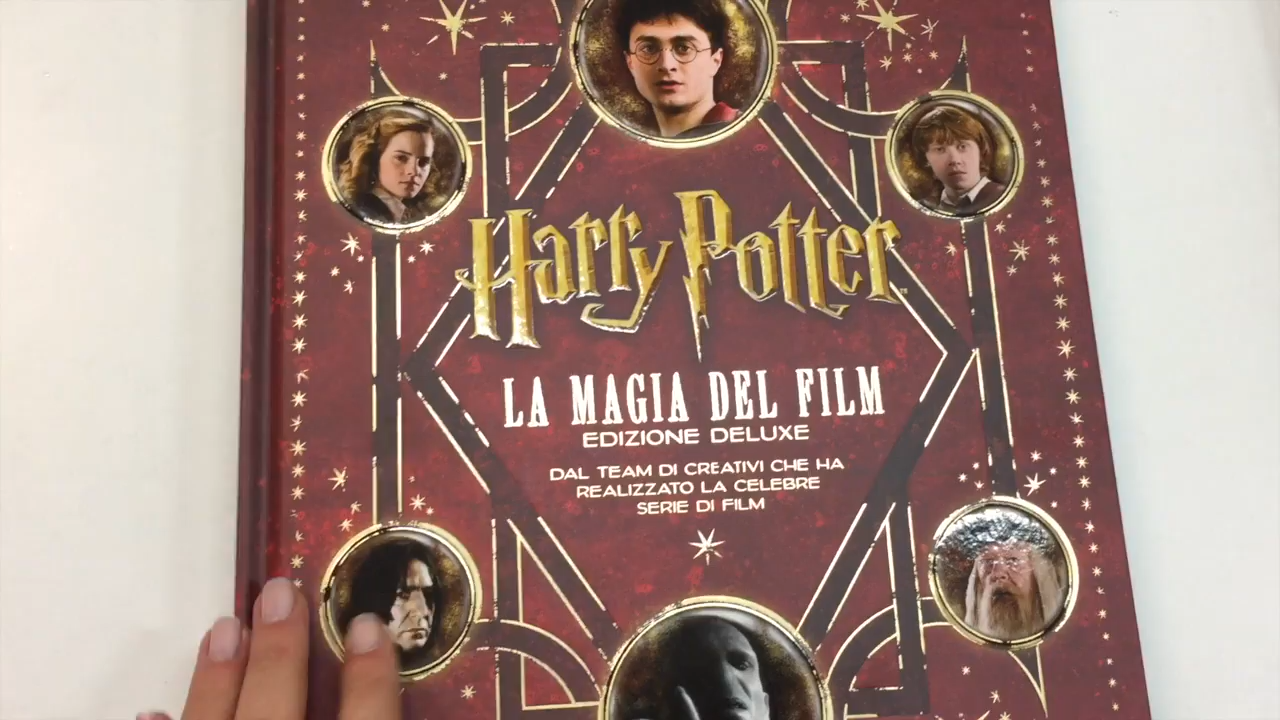 Harry Potter
LA MAGIA DEL FILM
EDIZIONE DELUXE
DAL TEAM DI CREATIVI CHE HA
REALIZZATO LA CELEBRE
SERIE DI FILM